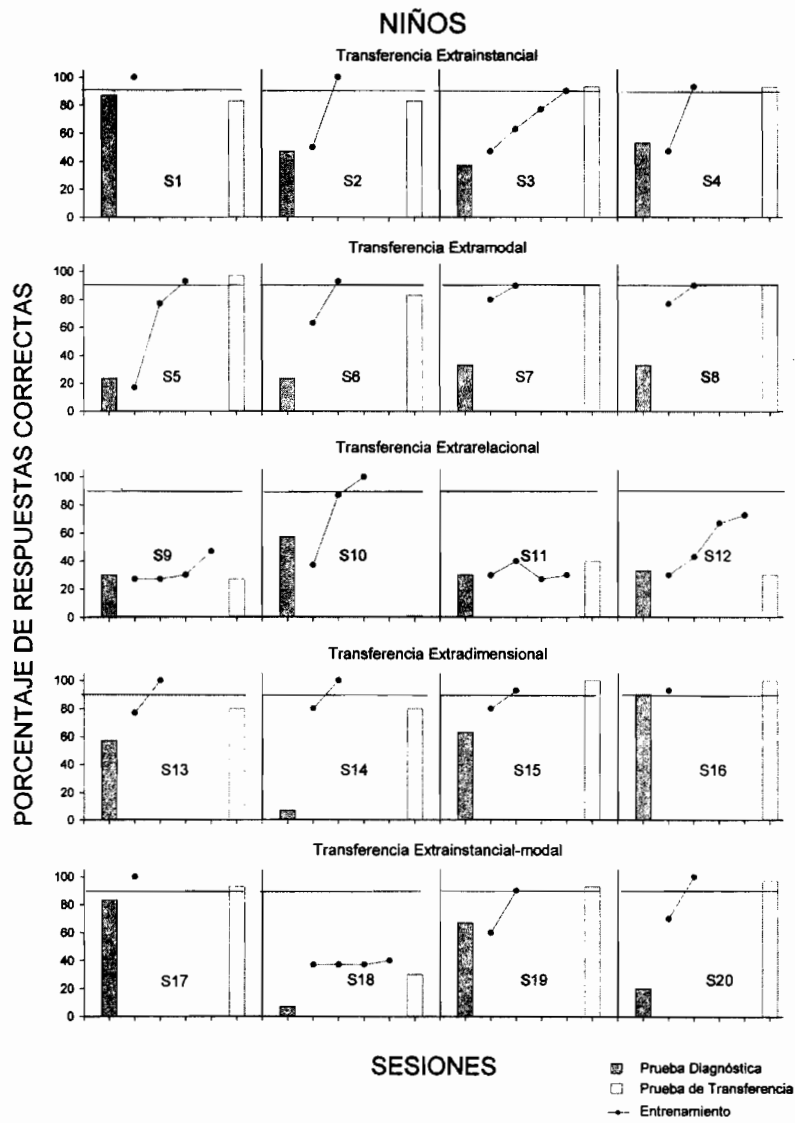 NIÑOS
Transferencia Extrainstancial
100
80
60
40
20
0
S1
S2
S3
S4
Transferencia Extramodal
100
80
60
40
20
0
S5
S6
S7
S8
Transferencia Extrarelacional
100
80
60
40
20
0
S9
S10
S11
S12
Transferencia Extradimensional
100
80
60
40
20
0
S13
S14
S15
S16
Transferencia Extrainstancial-modal
100
80
60
40
20
0
S17
S18
S19
S20
PORCENTAJE DE RESPUESTAS CORRECTAS
SESIONES
Prueba Diagnóstica
Prueba de Transferencia
Entrenamiento